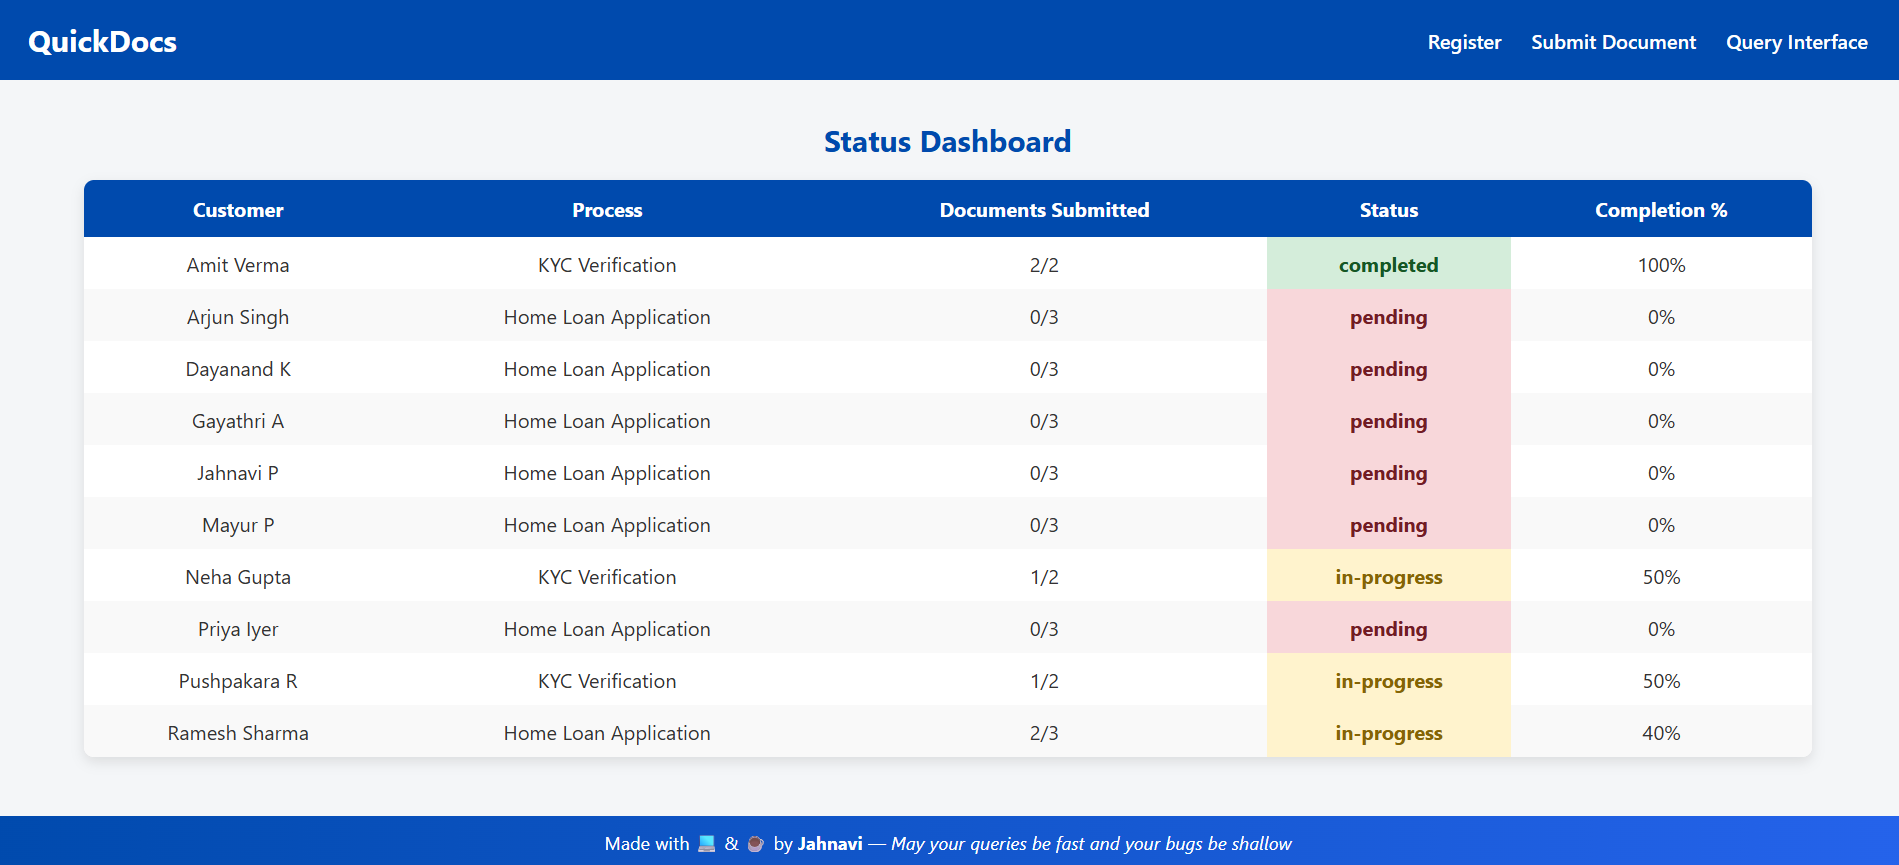 QuickDocs
Register Submit Document Query Interface
Status Dashboard
Customer Process Documents Submitted Status Completion %
Amit Verma KYC Verification 2/2 completed 100%
Arjun Singh Home Loan Application 0/3 pending 0%
Dayanand K Home Loan Application 0/3 pending 0%
Gayathri A Home Loan Application 0/3 pending 0%
Jahnavi P Home Loan Application 0/3 pending 0%
Mayur P Home Loan Application 0/3 pending 0%
Neha Gupta KYC Verification 1/2 in-progress 50%
Priya Iyer Home Loan Application 0/3 pending 0%
Pushpakara R KYC Verification 1/2 in-progress 50%
Ramesh Sharma Home Loan Application 2/3 in-progress 40%
Made with 💻 & ☕ by Jahnavi — May your queries be fast and your bugs be shallow